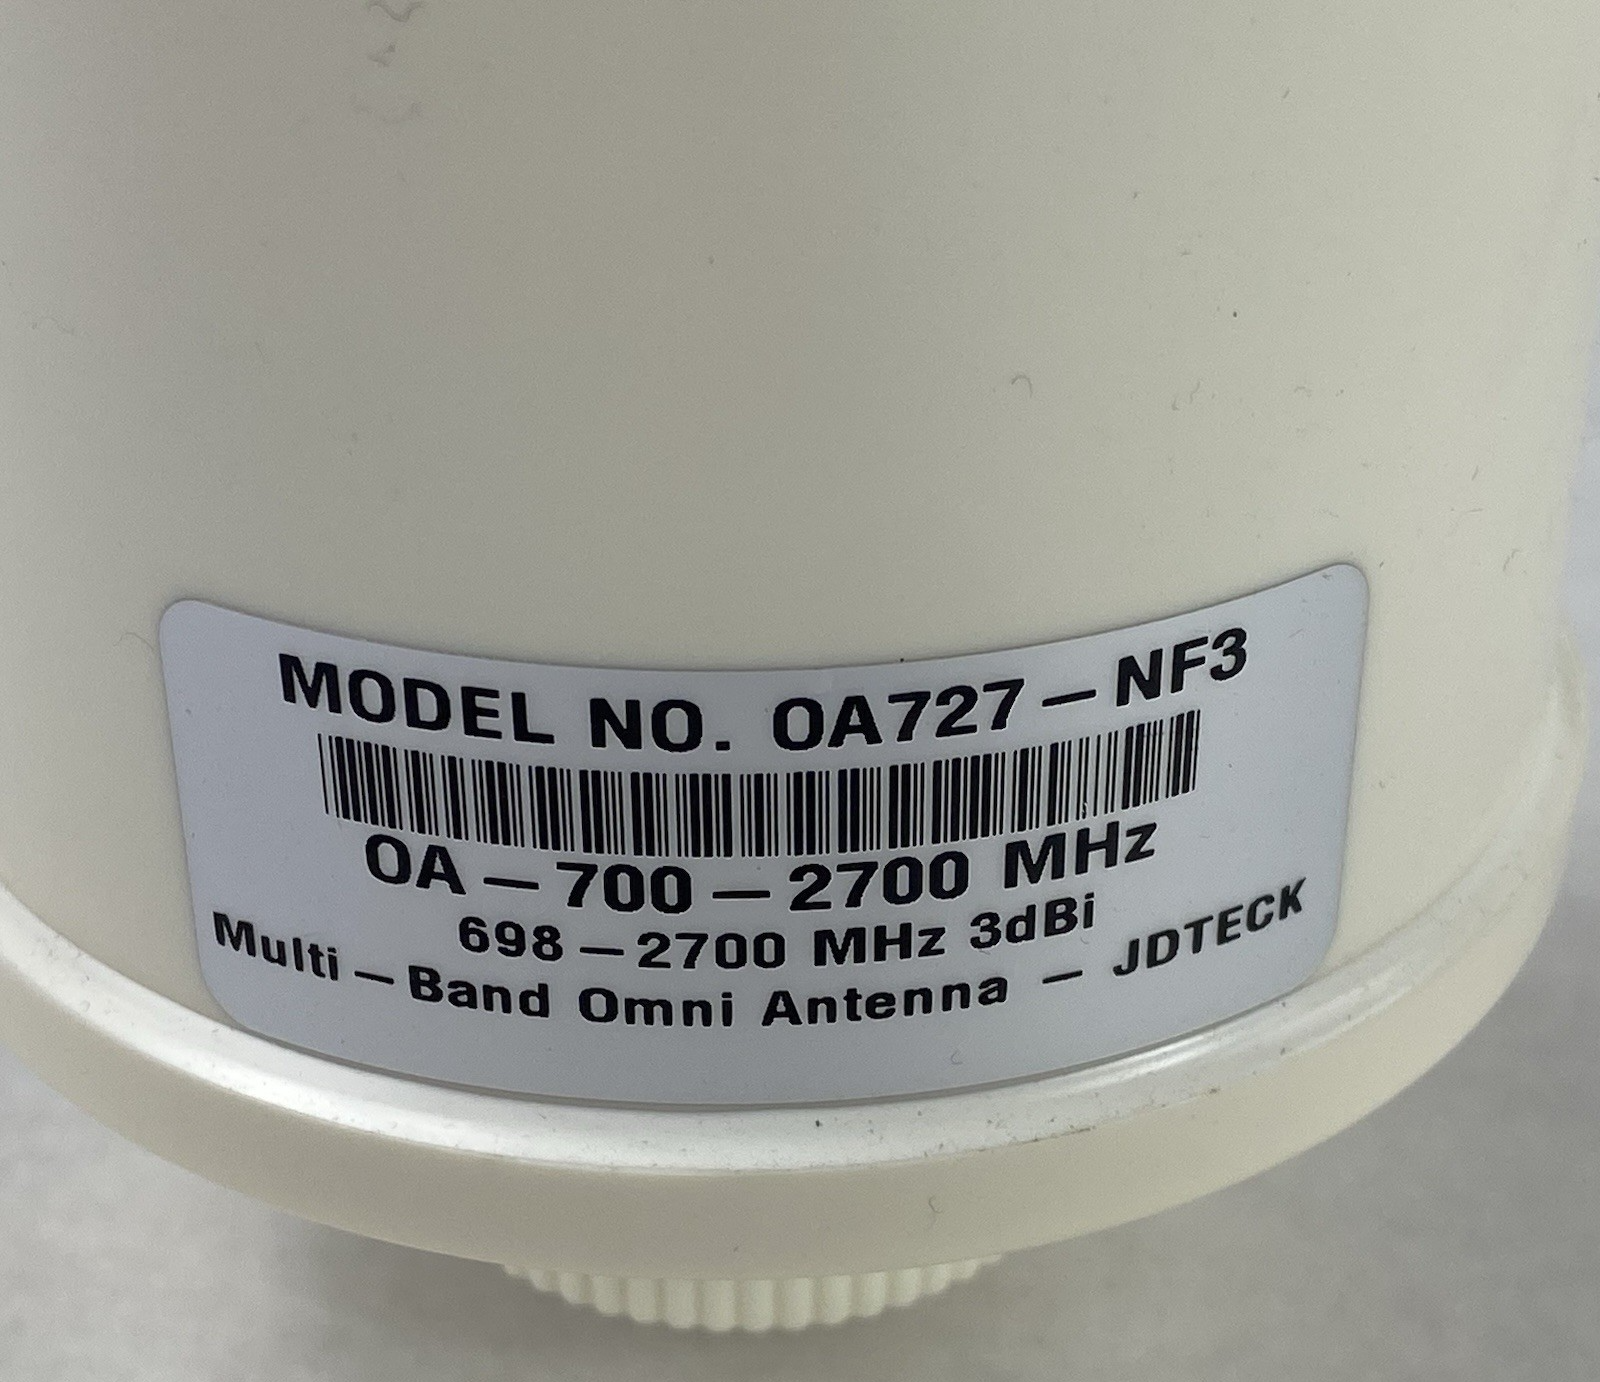 MODEL NO. OA727-NF3
OA-700-2700 MHz
698-2700 MHz 3dBi
Multi-Band Omni Antenna - JDTECK